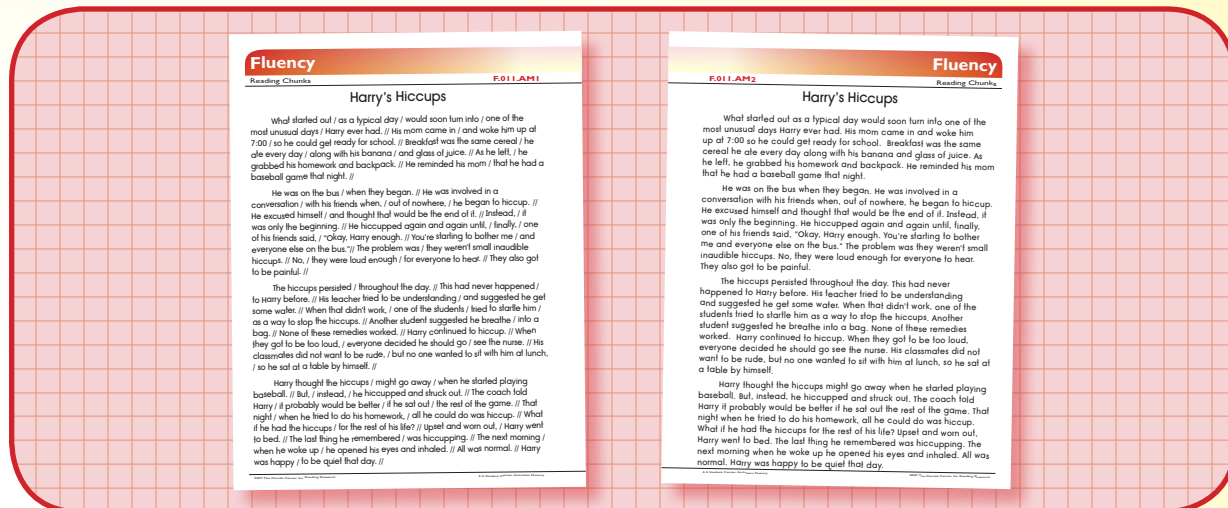 Fluency
Reading Chunks
F.011.AM1
Harry's Hiccups
What started out / as a typical day / would soon turn into / one of the
most unusual days / Harry ever had. // His mom came in / and woke him up at
7:00 / so he could get ready for school. // Breakfast was the same cereal / he
ate every day / along with his banana / and glass of juice. // As he left, / he
grabbed his homework and backpack. // He reminded his mom / that he had a
baseball game that night. //
He was on the bus / when they began. // He was involved in a
conversation / with his friends when, / out of nowhere, / he began to hiccup. //
He excused himself / and thought that would be the end of it. // Instead, / it
was only the beginning. // He hiccupped again and again until, / finally, / one
of his friends said, / "Okay, Harry enough. // You're starting to bother me / and
everyone else on the bus."// The problem was / they weren't small inaudible
hiccups. // No, / they were loud enough / for everyone to hear. // They also got
to be painful. //
The hiccups persisted / throughout the day. // This had never happened /
to Harry before. // His teacher tried to be understanding / and suggested he get
some water. // When that didn't work, / one of the students / tried to startle him /
as a way to stop the hiccups. // Another student suggested he breathe / into a
bag. // None of these remedies worked. // Harry continued to hiccup. // When
they got to be too loud, / everyone decided he should go / see the nurse. // His
classmates did not want to be rude, / but no one wanted to sit with him at lunch,
/ so he sat at a table by himself. //
Harry thought the hiccups / might go away / when he started playing
baseball. // But, / instead, / he hiccupped and struck out. // The coach told
Harry / it probably would be better / if he sat out / the rest of the game. // That
night / when he tried to do his homework, / all he could do was hiccup. // What
if he had the hiccups / for the rest of his life? // Upset and worn out, / Harry went
to bed. // The last thing he remembered / was hiccupping. // The next morning /
when he woke up / he opened his eyes and inhaled. // All was normal. // Harry
was happy / to be quiet that day. //
Fluency
F.011.AM2
Reading Chunks
Harry's Hiccups
What started out as a typical day would soon turn into one of the
most unusual days Harry ever had. His mom came in and woke him
up at 7:00 so he could get ready for school. Breakfast was the same
cereal he ate every day along with his banana and glass of juice. As
he left, he grabbed his homework and backpack. He reminded his mom
that he had a baseball game that night.
He was on the bus when they began. He was involved in a
conversation with his friends when, out of nowhere, he began to hiccup.
He excused himself and thought that would be the end of it. Instead, it
was only the beginning. He hiccupped again and again until, finally,
one of his friends said, "Okay, Harry enough. You're starting to bother
me and everyone else on the bus." The problem was they weren't small
inaudible hiccups. No, they were loud enough for everyone to hear.
They also got to be painful.
The hiccups persisted throughout the day. This had never
happened to Harry before. His teacher tried to be understanding
and suggested he get some water. When that didn't work, one of the
students tried to startle him as a way to stop the hiccups. Another
student suggested he breathe into a bag. None of these remedies
worked. Harry continued to hiccup. When they got to be too loud,
everyone decided he should go see the nurse. His classmates did not
want to be rude, but no one wanted to sit with him at lunch, so he sat at
a table by himself.
Harry thought the hiccups might go away when he started playing
baseball. But, instead, he hiccupped and struck out. The coach told
Harry it probably would be better if he sat out the rest of the game. That
night when he tried to do his homework, all he could do was hiccup.
What if he had the hiccups for the rest of his life? Upset and worn out,
Harry went to bed. The last thing he remembered was hiccupping. The
next morning when he woke up he opened his eyes and inhaled. All was
normal. Harry was happy to be quiet that day.